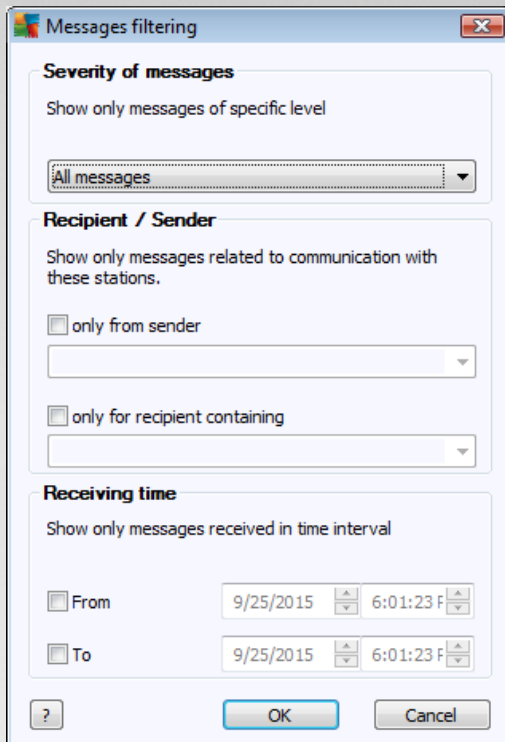 Messages filtering
Severity of messages
Show only messages of specific level
All messages
Recipient / Sender
Show only messages related to communication with
these stations.
only from sender
only for recipient containing
Receiving time
Show only messages received in time interval
From 9/25/2015 6:01:23 F
To 9/25/2015 6:01:23 F
? OK Cancel